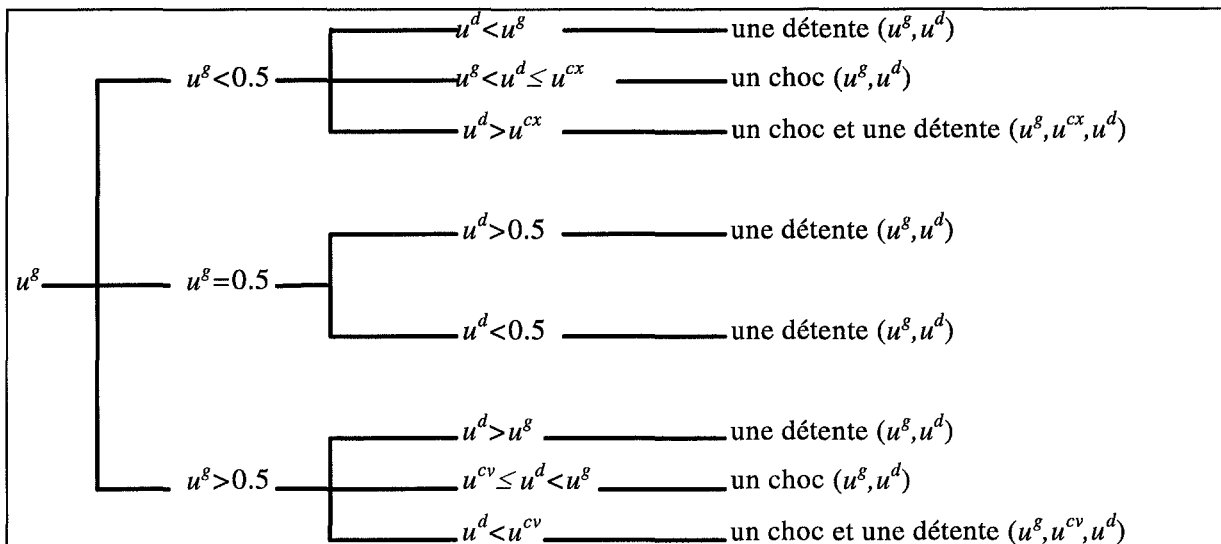 u^d<u^g une détente (u^g,u^d)
u^g<0.5 u^g<u^d≤u^cx un choc (u^g,u^d)
u^d>u^cx un choc et une détente (u^g,u^cx,u^d)
u^d>0.5 une détente (u^g,u^d)
u^g u^g=0.5
u^d<0.5 une détente (u^g,u^d)
u^d>u^g une détente (u^g,u^d)
u^g>0.5 u^cv≤u^d<u^g un choc (u^g,u^d)
u^d<u^cv un choc et une détente (u^g,u^cv,u^d)